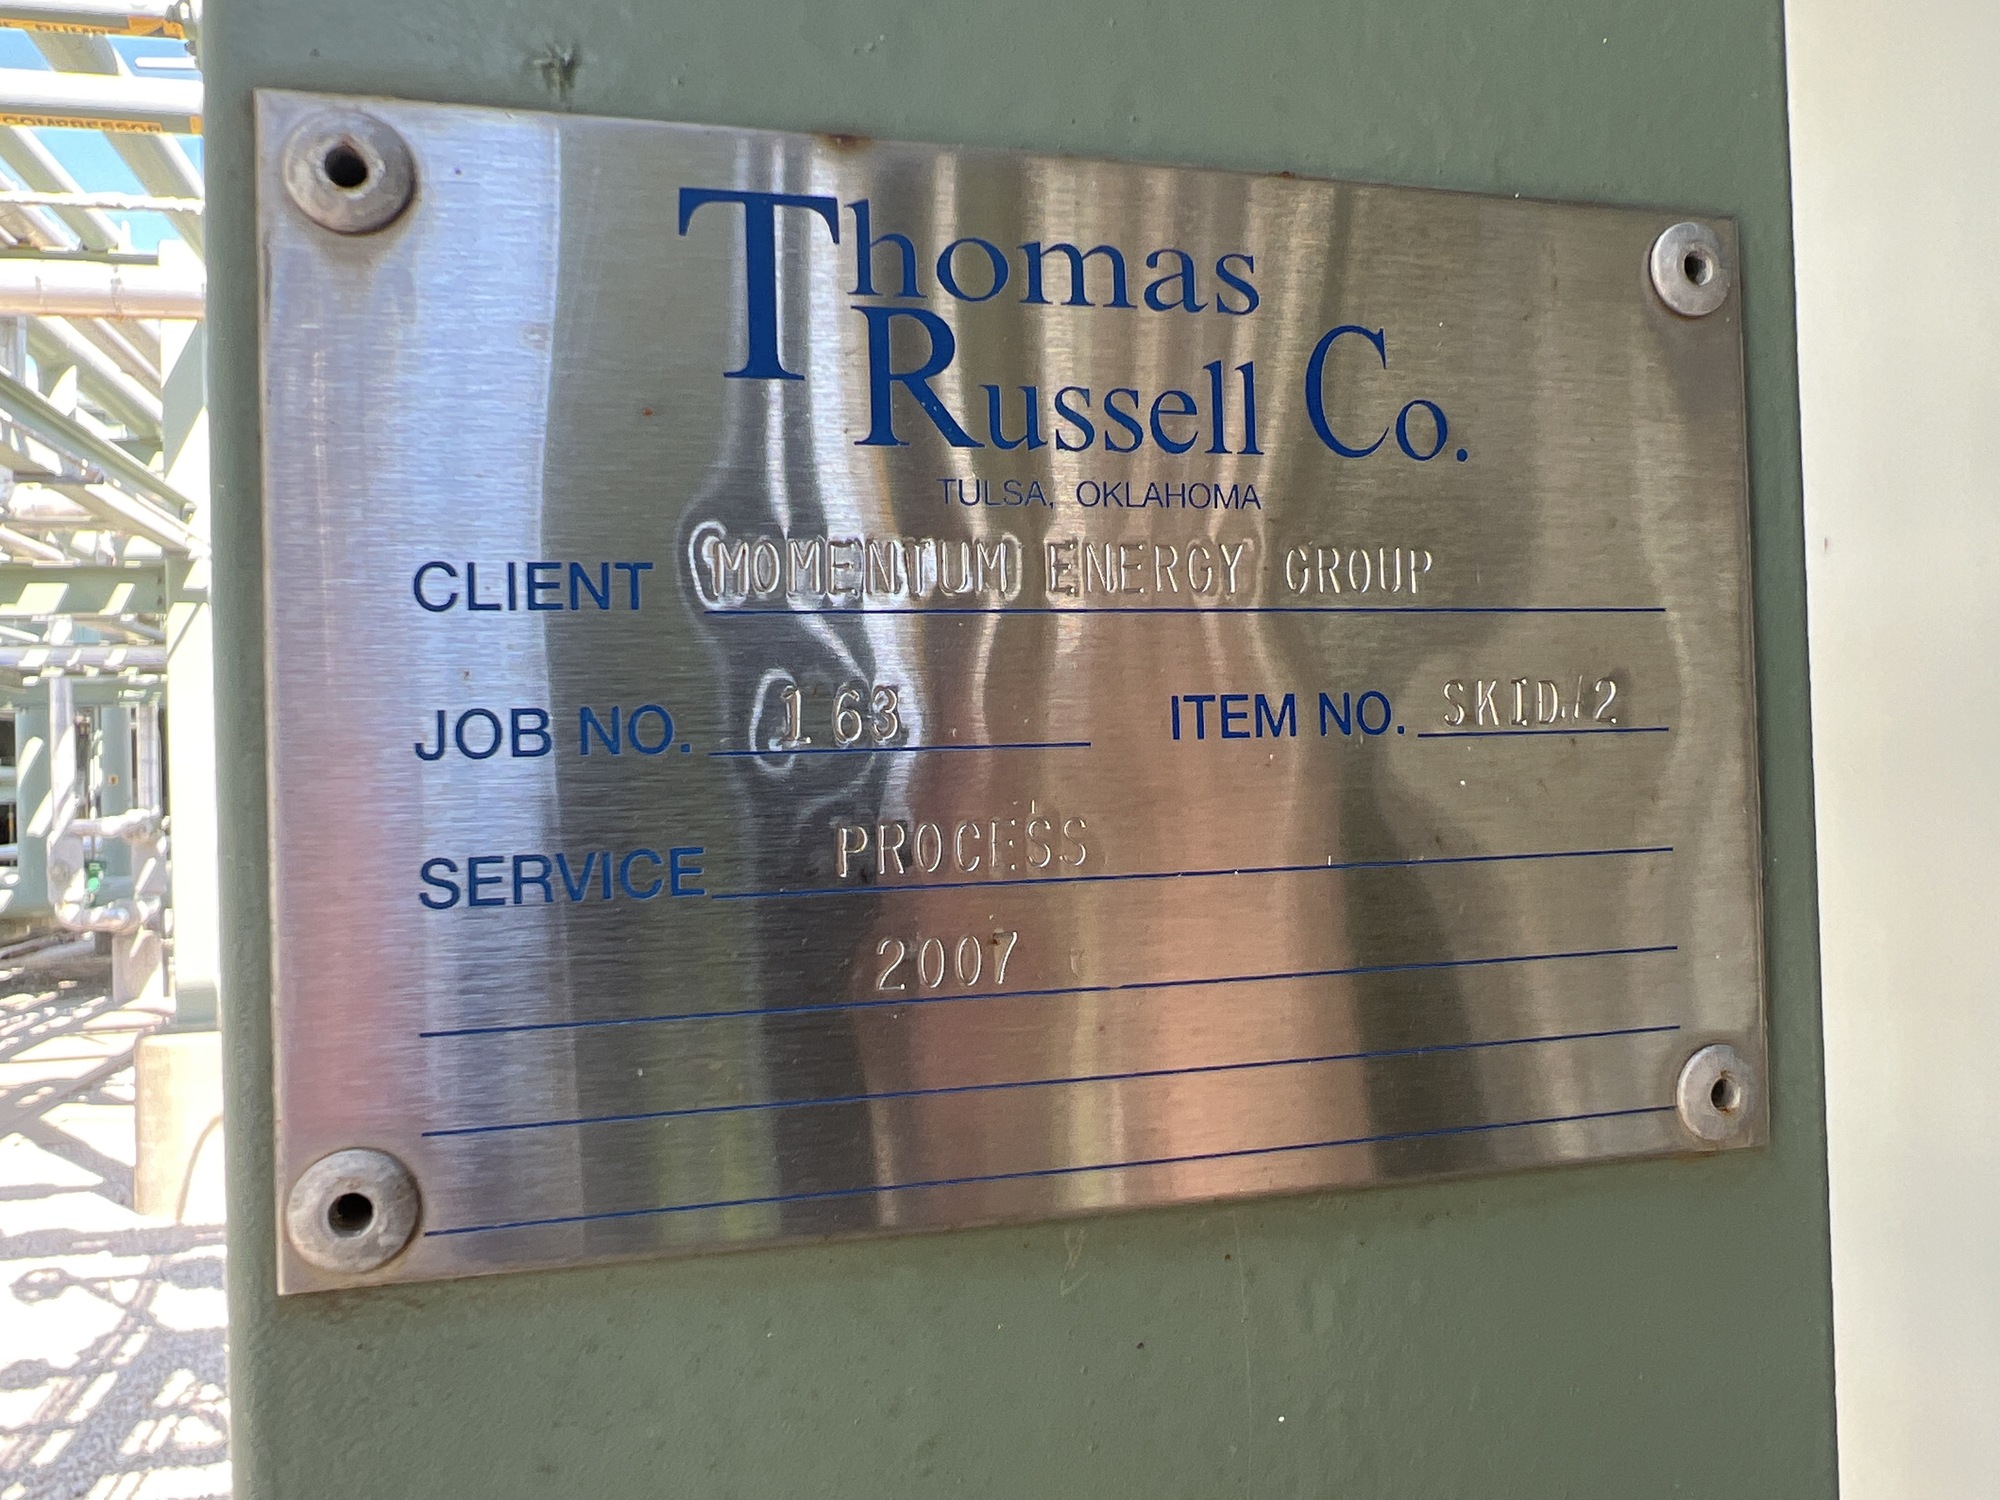 COMPRESSOR
Thomas
Russell Co.
TULSA, OKLAHOMA
CLIENT MOMENTUM ENERGY GROUP
JOB NO. 163 ITEM NO. SKID/2
SERVICE PROCESS
2007